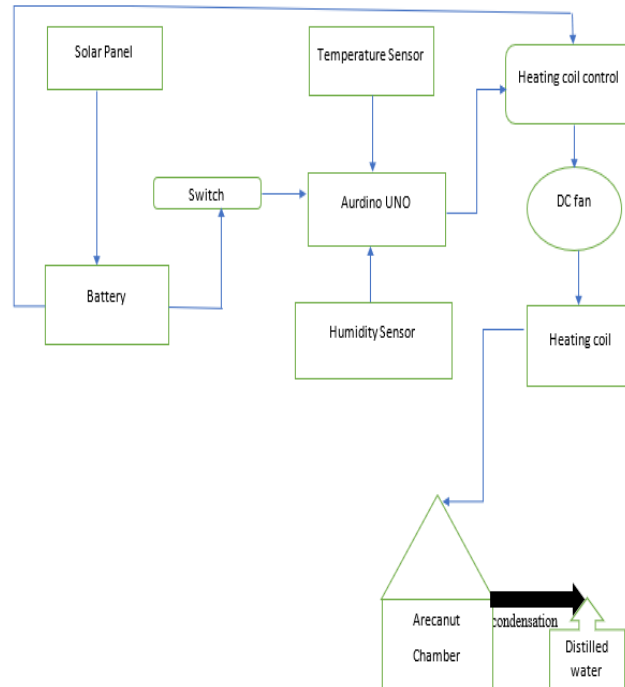 Solar Panel
Temperature Sensor
Heating coil control
Switch
Aurdino UNO
DC fan
Battery
Humidity Sensor
Heating coil
Arecanut
Chamber
condensation
Distilled
water